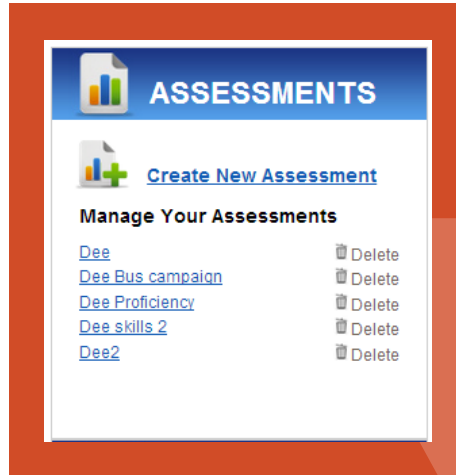 ASSESSMENTS
Create New Assessment
Manage Your Assessments
Dee Delete
Dee Bus campaign Delete
Dee Proficiency Delete
Dee skills 2 Delete
Dee2 Delete